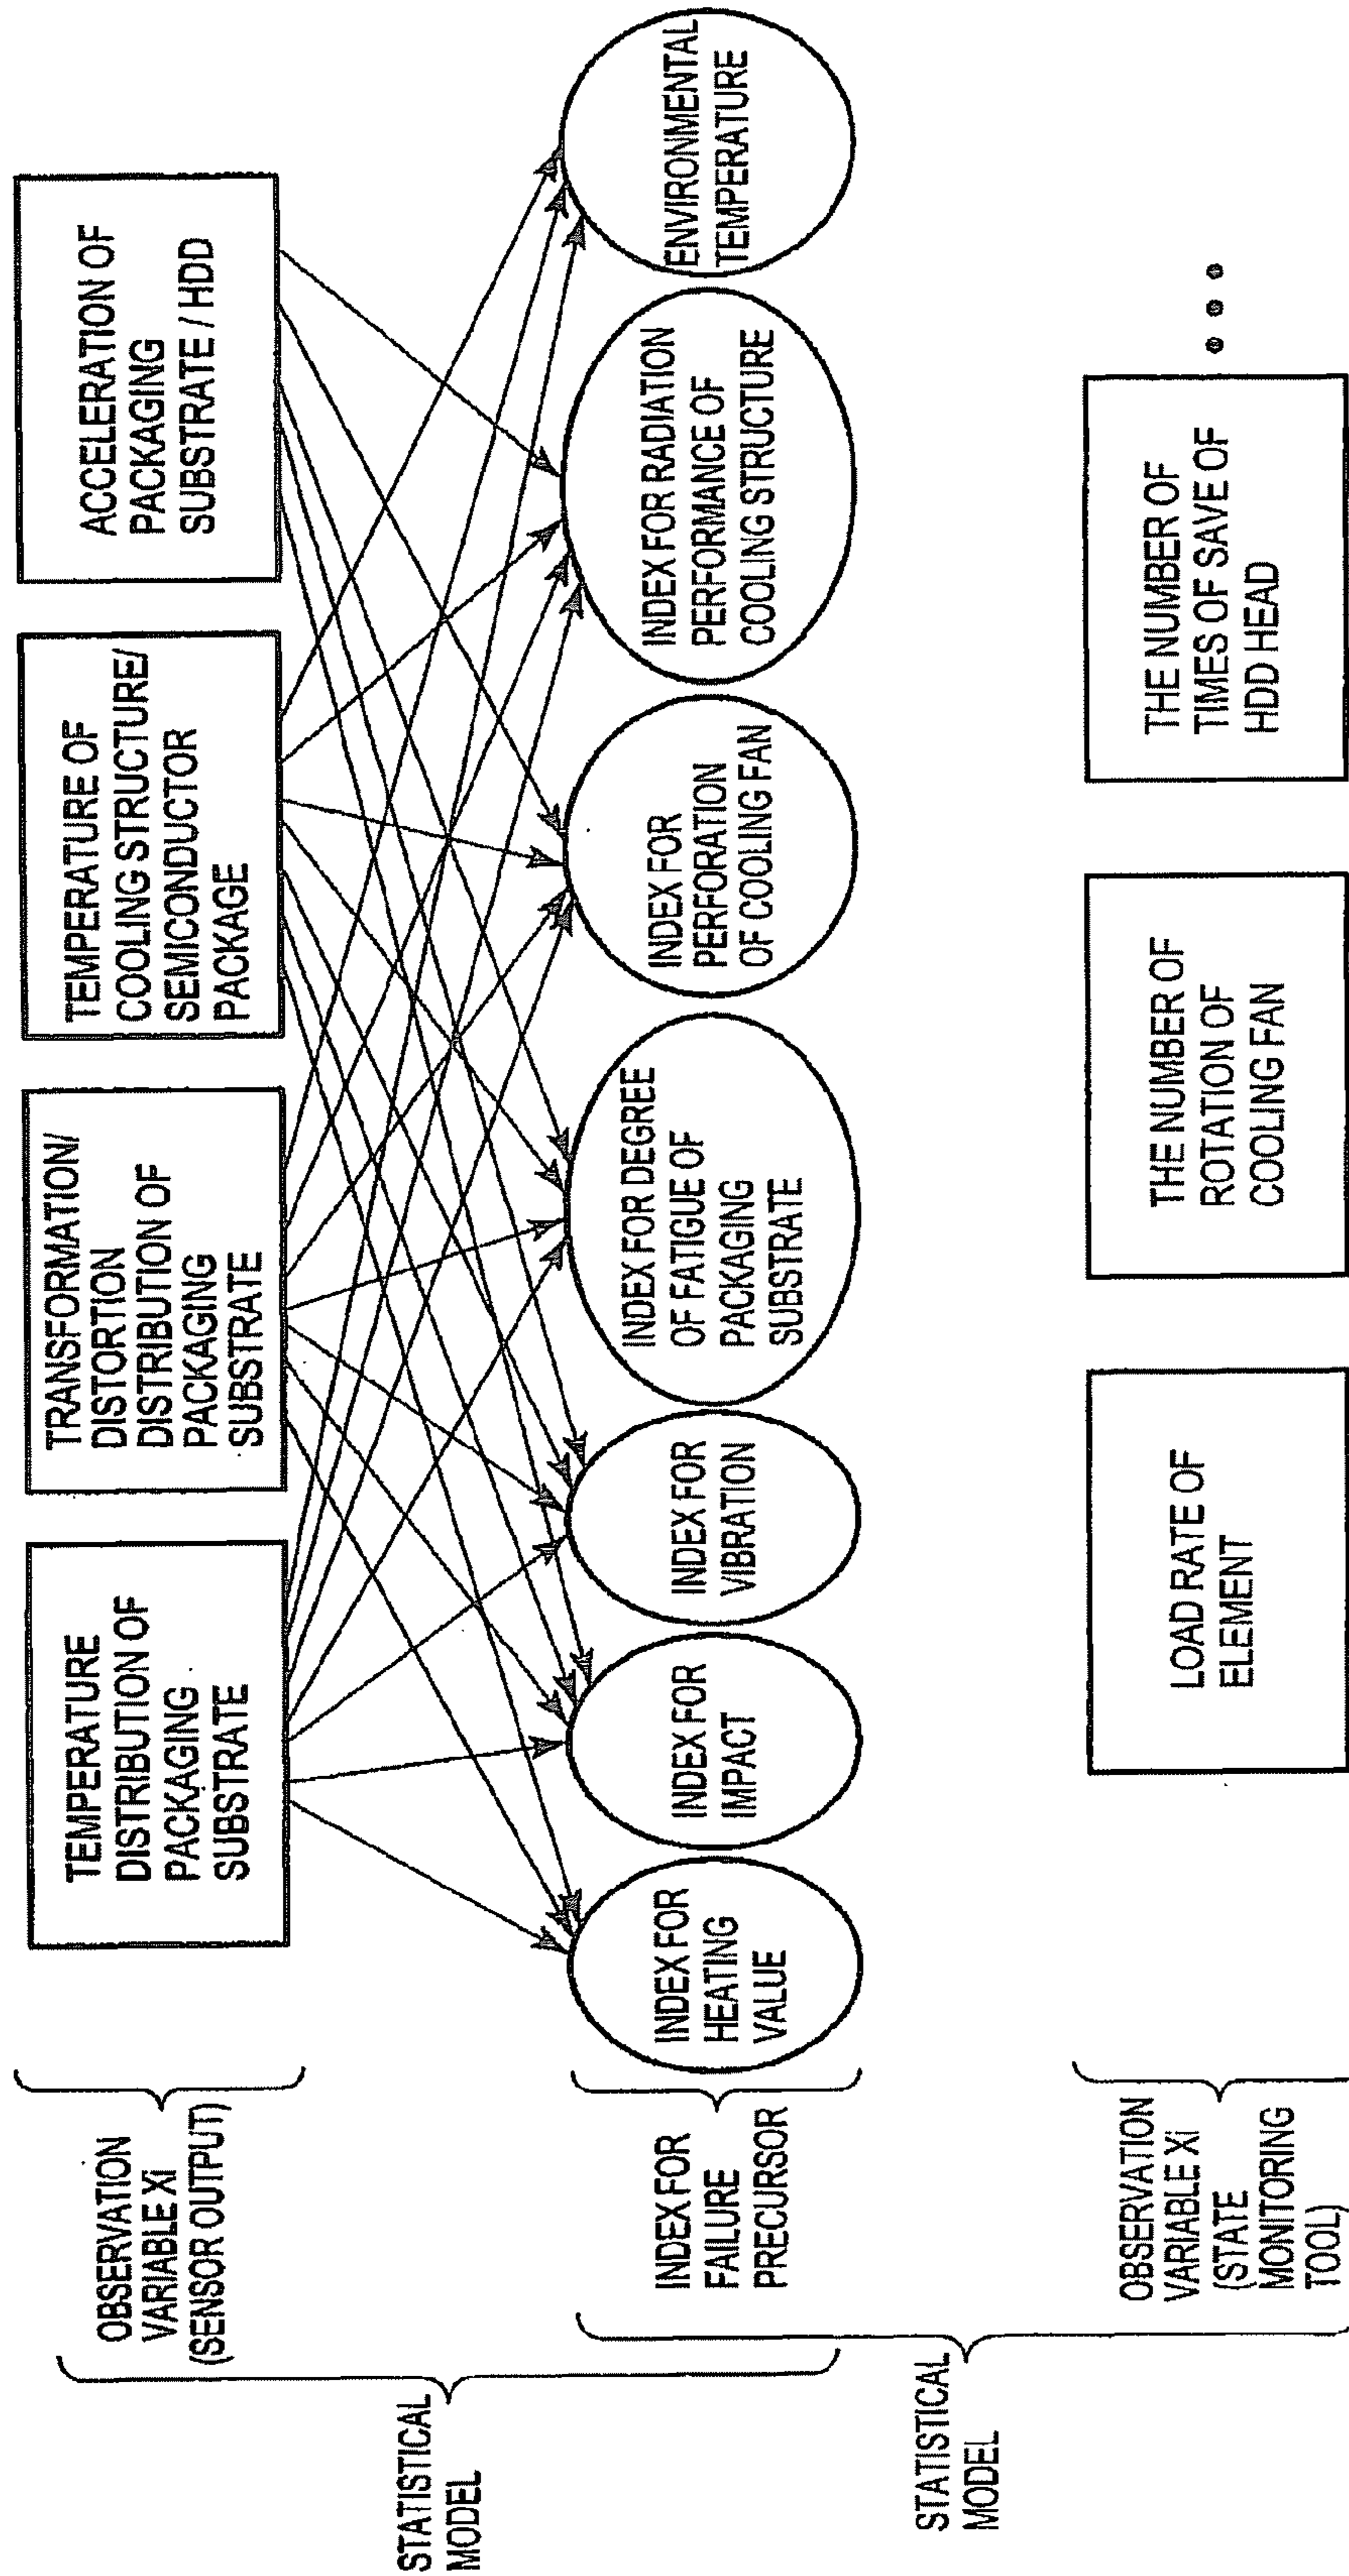 OBSERVATION
VARIABLE Xi
(SENSOR OUTPUT)
TEMPERATURE
DISTRIBUTION OF
PACKAGING
SUBSTRATE
TRANSFORMATION/
DISTORTION
DISTRIBUTION OF
PACKAGING
SUBSTRATE
TEMPERATURE OF
COOLING STRUCTURE/
SEMICONDUCTOR
PACKAGE
ACCELERATION OF
PACKAGING
SUBSTRATE / HDD
STATISTICAL
MODEL
INDEX FOR
FAILURE
PRECURSOR
INDEX FOR
HEATING
VALUE
INDEX FOR
IMPACT
INDEX FOR
VIBRATION
INDEX FOR DEGREE
OF FATIGUE OF
PACKAGING
SUBSTRATE
INDEX FOR
PERFORATION
OF COOLING FAN
INDEX FOR RADIATION
PERFORMANCE OF
COOLING STRUCTURE
ENVIRONMENTAL
TEMPERATURE
STATISTICAL
MODEL
OBSERVATION
VARIABLE Xi
(STATE
MONITORING
TOOL)
LOAD RATE OF
ELEMENT
THE NUMBER OF
ROTATION OF
COOLING FAN
THE NUMBER OF
TIMES OF SAVE OF
HDD HEAD
• • •